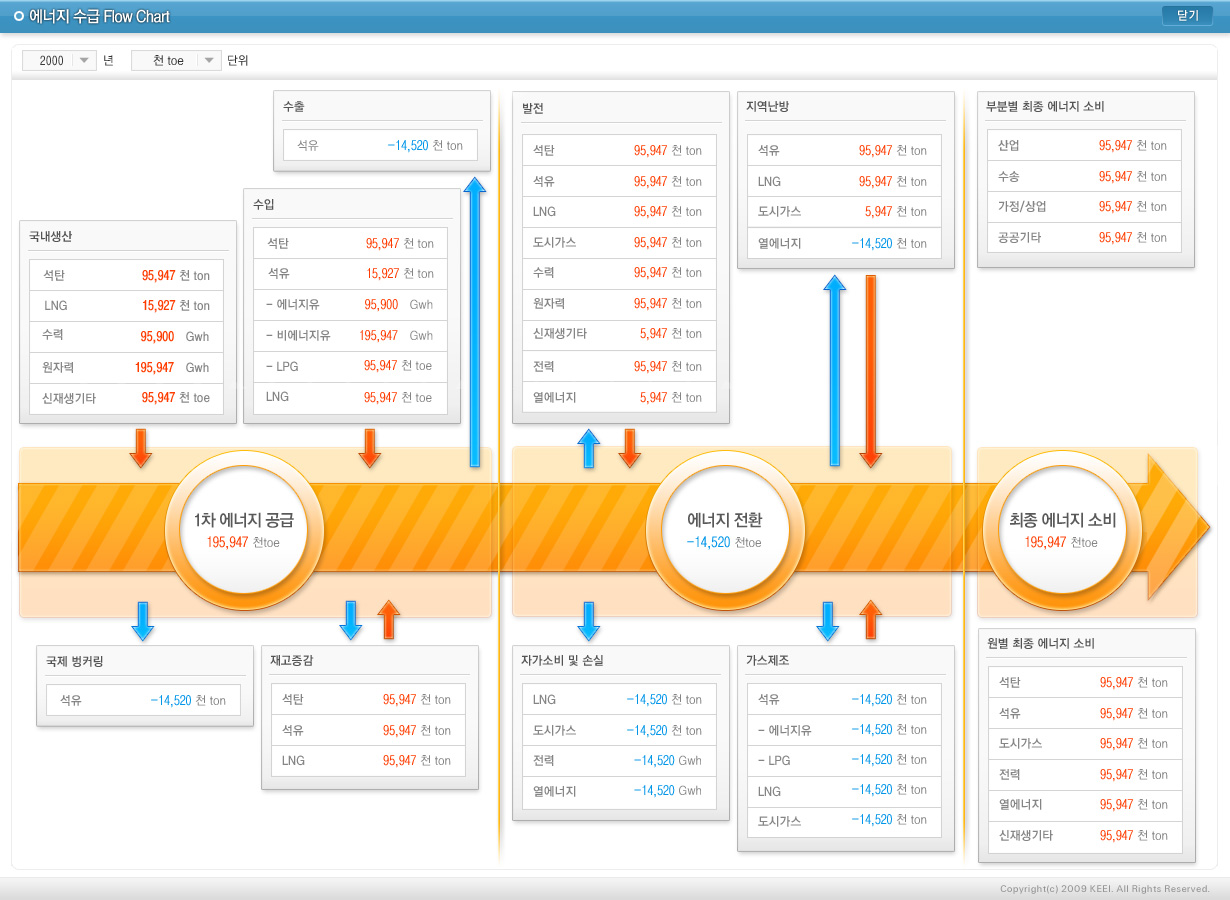 에너지 수급 Flow Chart
닫기
2000 년 천 toe 단위
수출
석유 -14,520 천 ton
수입
석탄 95,947 천 ton
석유 15,927 천 ton
- 에너지유 95,900 Gwh
- 비에너지유 195,947 Gwh
- LPG 95,947 천 toe
LNG 95,947 천 toe
국내생산
석탄 95,947 천 ton
LNG 15,927 천 ton
수력 95,900 Gwh
원자력 195,947 Gwh
신재생기타 95,947 천 toe
발전
석탄 95,947 천 ton
석유 95,947 천 ton
LNG 95,947 천 ton
도시가스 95,947 천 ton
수력 95,947 천 ton
원자력 95,947 천 ton
신재생기타 5,947 천 ton
전력 95,947 천 ton
열에너지 5,947 천 ton
지역난방
석유 95,947 천 ton
LNG 95,947 천 ton
도시가스 5,947 천 ton
열에너지 -14,520 천 ton
부분별 최종 에너지 소비
산업 95,947 천 ton
수송 95,947 천 ton
가정/상업 95,947 천 ton
공공기타 95,947 천 ton
1차 에너지 공급
195,947 천toe
에너지 전환
-14,520 천toe
최종 에너지 소비
195,947 천toe
국제 벙커링
석유 -14,520 천 ton
재고증감
석탄 95,947 천 ton
석유 95,947 천 ton
LNG 95,947 천 ton
자가소비 및 손실
LNG -14,520 천 ton
도시가스 -14,520 천 ton
전력 -14,520 Gwh
열에너지 -14,520 Gwh
가스제조
석유 -14,520 천 ton
- 에너지유 -14,520 천 ton
- LPG -14,520 천 ton
LNG -14,520 천 ton
도시가스 -14,520 천 ton
원별 최종 에너지 소비
석탄 95,947 천 ton
석유 95,947 천 ton
도시가스 95,947 천 ton
전력 95,947 천 ton
열에너지 95,947 천 ton
신재생기타 95,947 천 ton
Copyright(c) 2009 KEEI. All Rights Reserved.